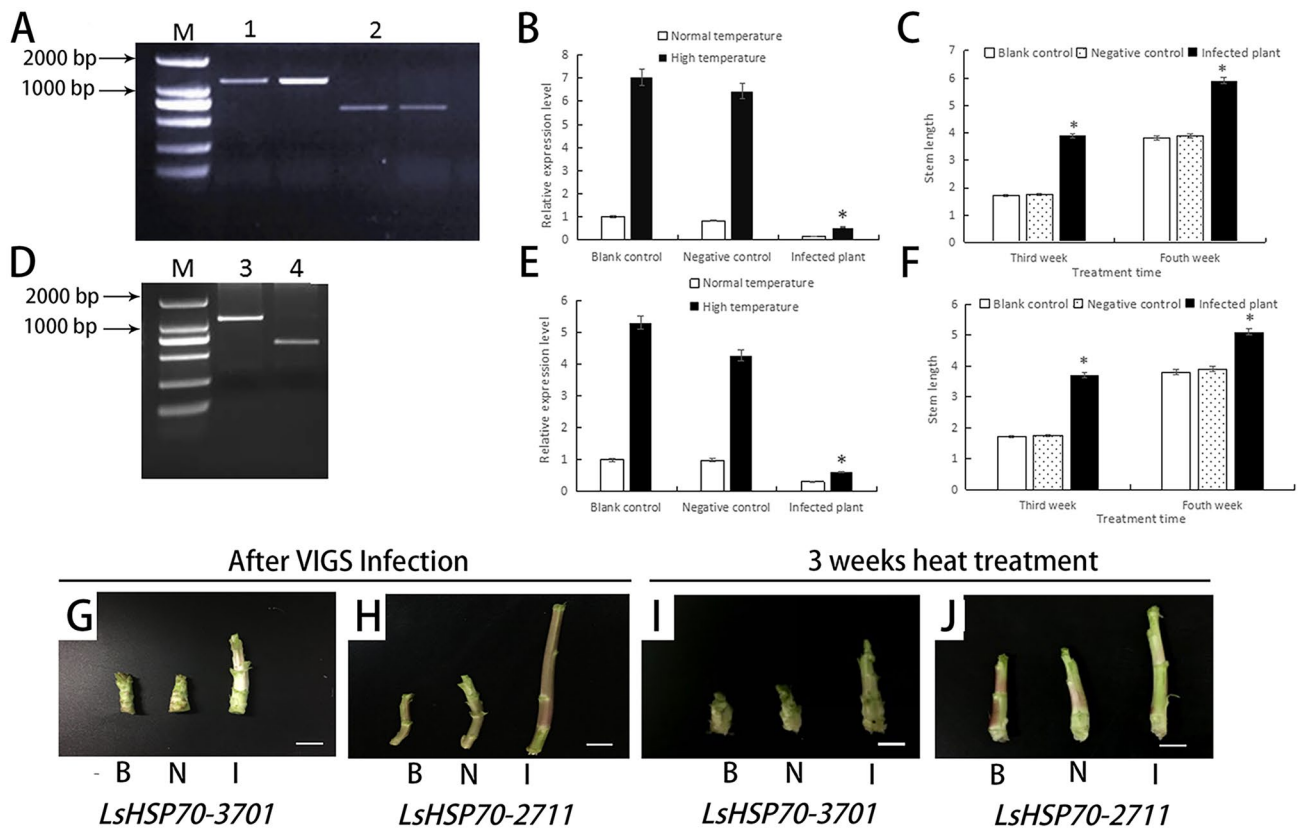 A
M 1 2
2000 bp
1000 bp
B
Normal temperature
High temperature
Relative expression level
8
7
6
5
4
3
2
1
0
*
Blank control Negative control Infected plant
C
Blank control Negative control Infected plant
Stem length
7
6
5
4
3
2
1
0
* *
Third week Fouth week
Treatment time
D
M 3 4
2000 bp
1000 bp
E
Normal temperature
High temperature
Relative expression level
6
5
4
3
2
1
0
*
Blank control Negative control Infected plant
F
Blank control Negative control Infected plant
Stem length
6
5
4
3
2
1
0
* *
Third week Fouth week
Treatment time
After VIGS Infection 3 weeks heat treatment
G H I J
- B N I B N I B N I B N I
LsHSP70-3701 LsHSP70-2711 LsHSP70-3701 LsHSP70-2711